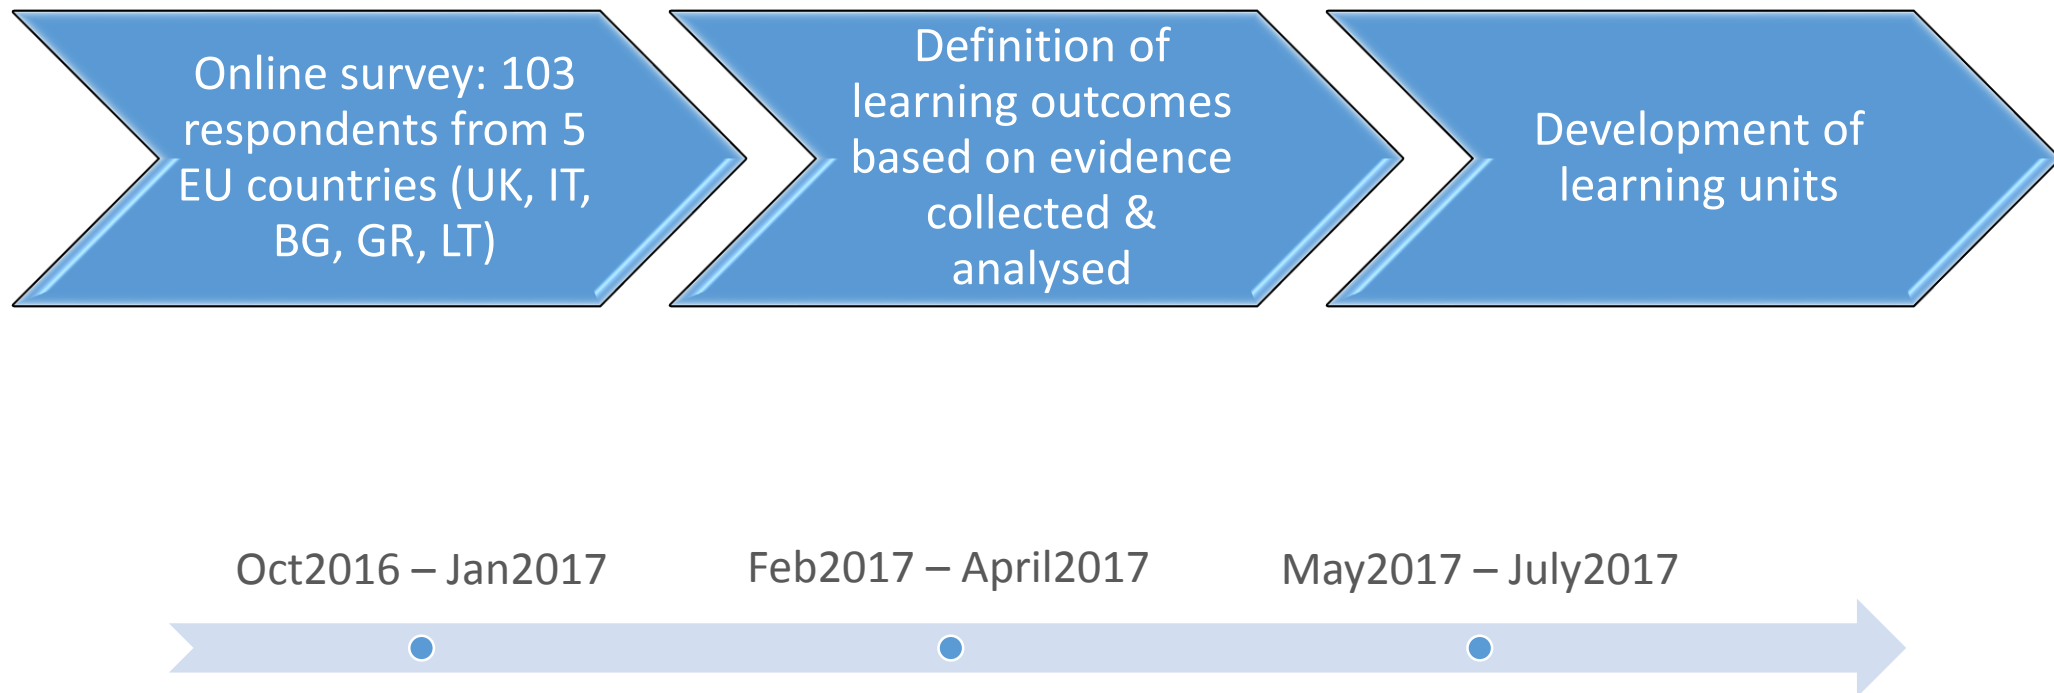 Online survey: 103
respondents from 5
EU countries (UK, IT,
BG, GR, LT)
Definition of
learning outcomes
based on evidence
collected &
analysed
Development of
learning units
Oct2016 – Jan2017
Feb2017 – April2017
May2017 – July2017